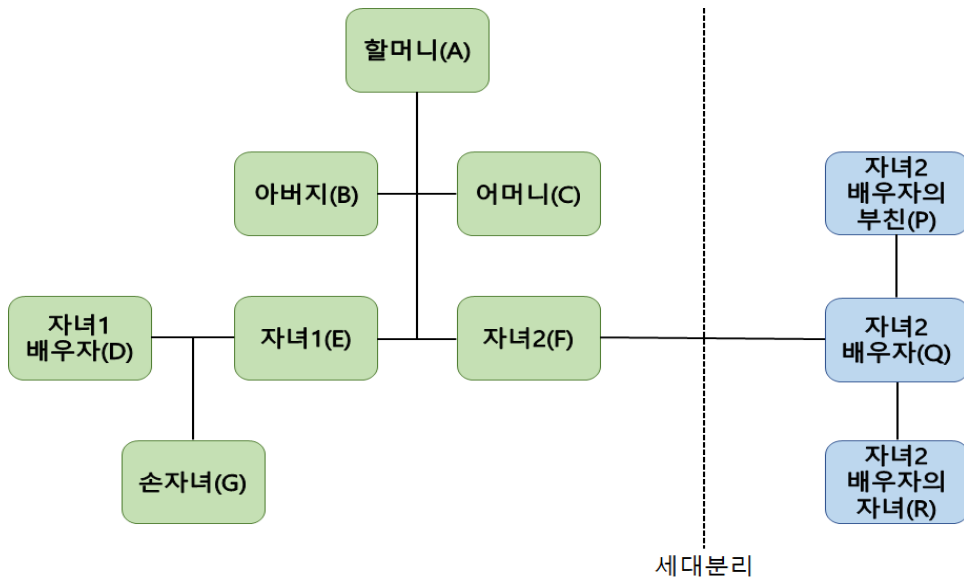 할머니(A)
아버지(B)
어머니(C)
자녀2
배우자의
부친(P)
자녀1
배우자(D)
자녀1(E)
자녀2(F)
자녀2
배우자(Q)
손자녀(G)
자녀2
배우자의
자녀(R)
세대분리